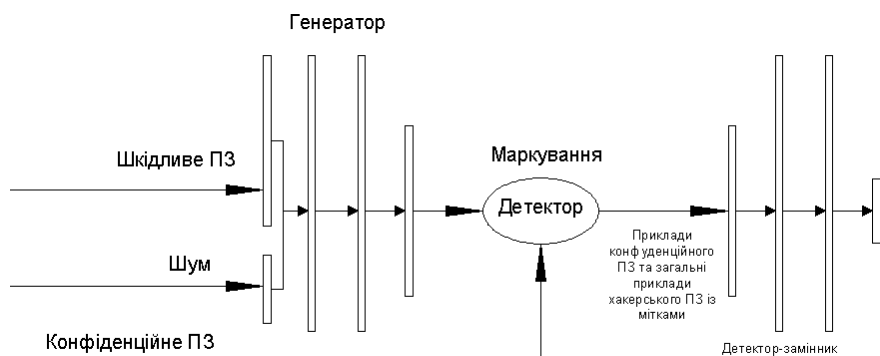 Генератор
Шкідливе ПЗ
Маркування
Детектор
Шум
Приклади
конфуденційного
ПЗ та загальні
приклади
хакерського ПЗ із
мітками
Конфіденційне ПЗ
Детектор-замінник